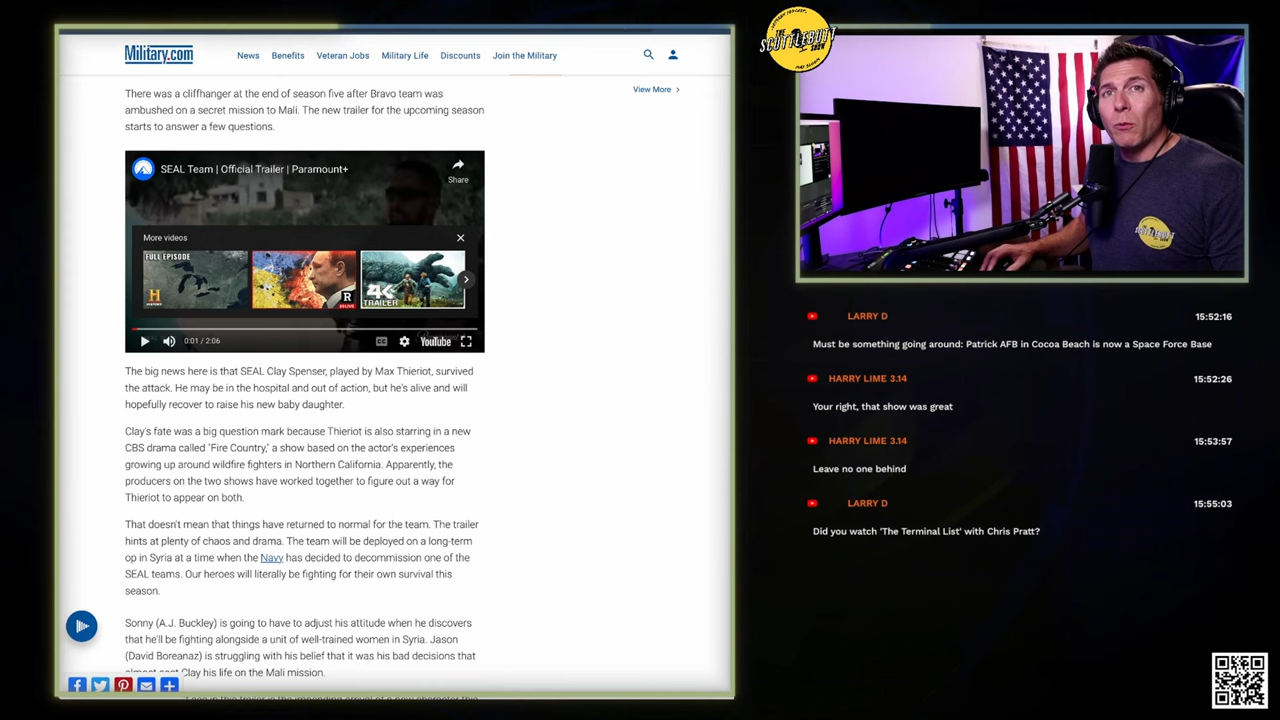 Military.com
News Benefits Veteran Jobs Military Life Discounts Join the Military
View More
There was a cliffhanger at the end of season five after Bravo team was
ambushed on a secret mission to Mali. The new trailer for the upcoming season
starts to answer a few questions.
SEAL Team | Official Trailer | Paramount+
Share
More videos
FULL EPISODE
H
HISTORY
R
4K
TRAILER
0:01 / 2:06
CC
YouTube
The big news here is that SEAL Clay Spenser, played by Max Thieriot, survived
the attack. He may be in the hospital and out of action, but he's alive and will
hopefully recover to raise his new baby daughter.
Clay's fate was a big question mark because Thieriot is also starring in a new
CBS drama called "Fire Country," a show based on the actor's experiences
growing up around wildfire fighters in Northern California. Apparently, the
producers on the two shows have worked together to figure out a way for
Thieriot to appear on both.
That doesn't mean that things have returned to normal for the team. The trailer
hints at plenty of chaos and drama. The team will be deployed on a long-term
op in Syria at a time when the Navy has decided to decommission one of the
SEAL teams. Our heroes will literally be fighting for their own survival this
season.
Sonny (A.J. Buckley) is going to have to adjust his attitude when he discovers
that he'll be fighting alongside a unit of well-trained women in Syria. Jason
(David Boreanaz) is struggling with his belief that it was his bad decisions that
almost cost Clay his life on the Mali mission.
THE
SCUTTLEBUTT
SHOW
SCUTTLEBUTT
LARRY D 15:52:16
Must be something going around: Patrick AFB in Cocoa Beach is now a Space Force Base
HARRY LIME 3.14 15:52:26
Your right, that show was great
HARRY LIME 3.14 15:53:57
Leave no one behind
LARRY D 15:55:03
Did you watch 'The Terminal List' with Chris Pratt?